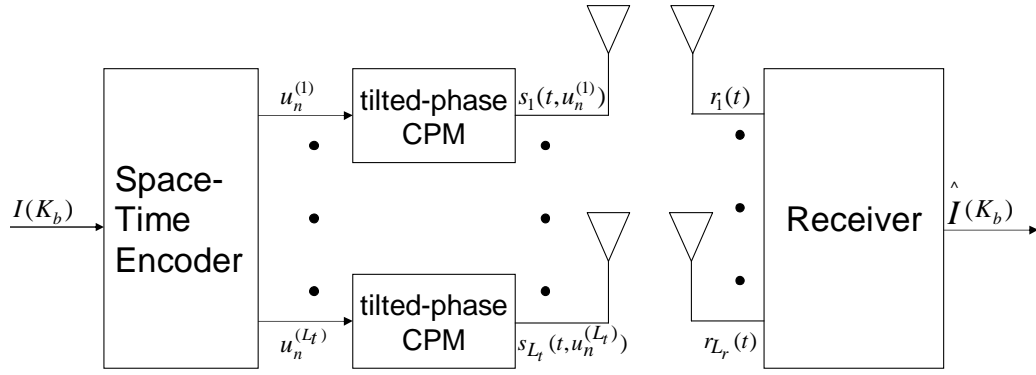 I(K_b)
Space-
Time
Encoder
u_n^{(1)}
tilted-phase
CPM
s_1(t,u_n^{(1)})
u_n^{(L_t)}
tilted-phase
CPM
s_{L_t}(t,u_n^{(L_t)})
r_1(t)
r_{L_r}(t)
Receiver
\hat{I}(K_b)